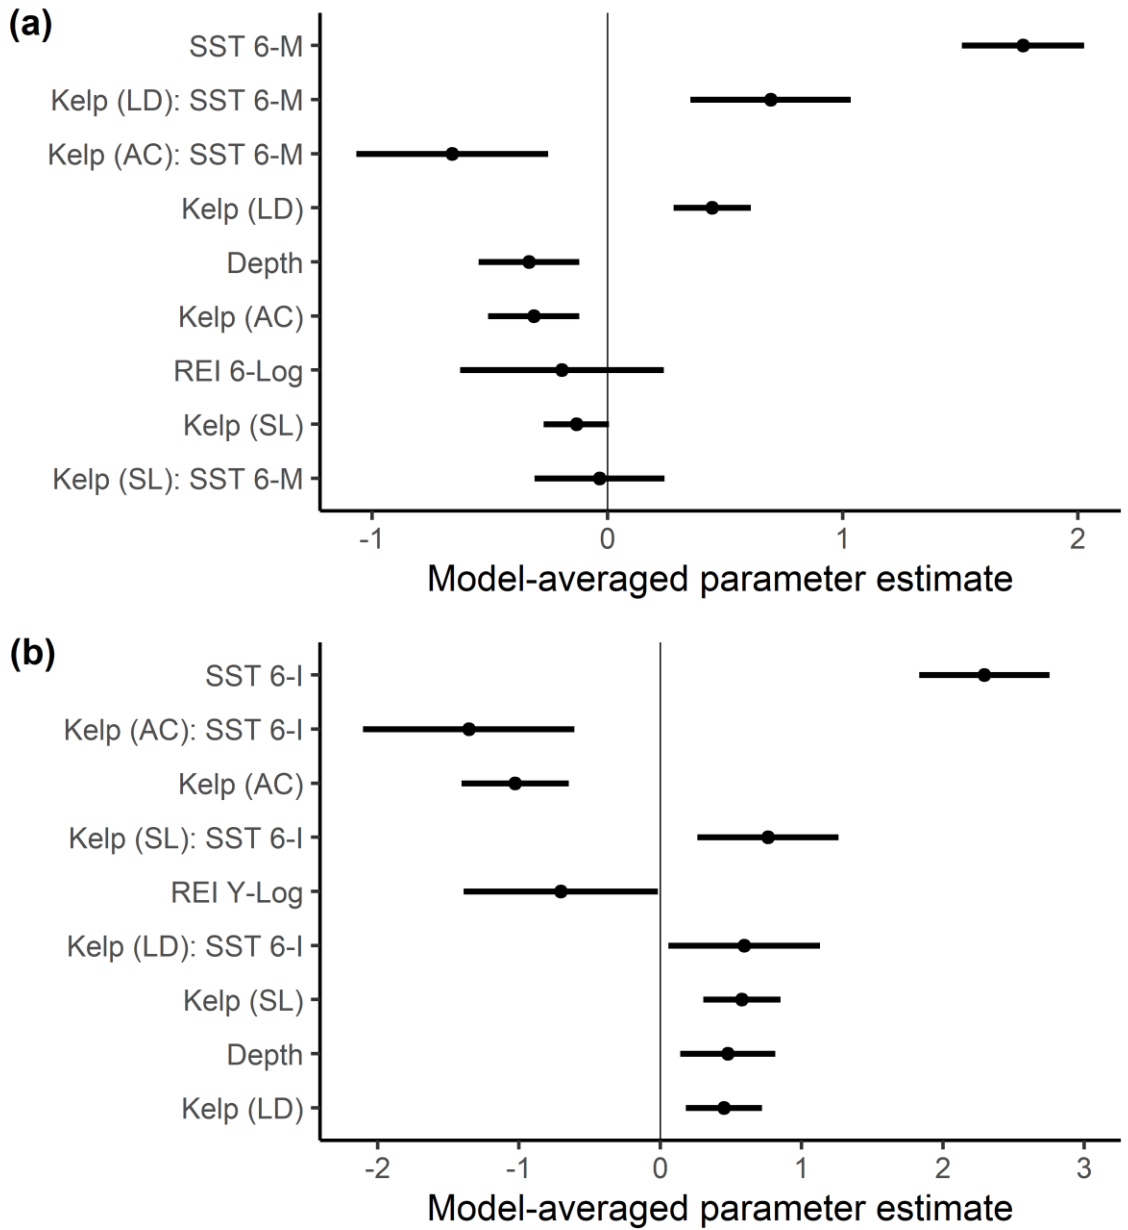 (a)
SST 6-M
Kelp (LD): SST 6-M
Kelp (AC): SST 6-M
Kelp (LD)
Depth
Kelp (AC)
REI 6-Log
Kelp (SL)
Kelp (SL): SST 6-M
-1 0 1 2
Model-averaged parameter estimate
(b)
SST 6-I
Kelp (AC): SST 6-I
Kelp (AC)
Kelp (SL): SST 6-I
REI Y-Log
Kelp (LD): SST 6-I
Kelp (SL)
Depth
Kelp (LD)
-2 -1 0 1 2 3
Model-averaged parameter estimate